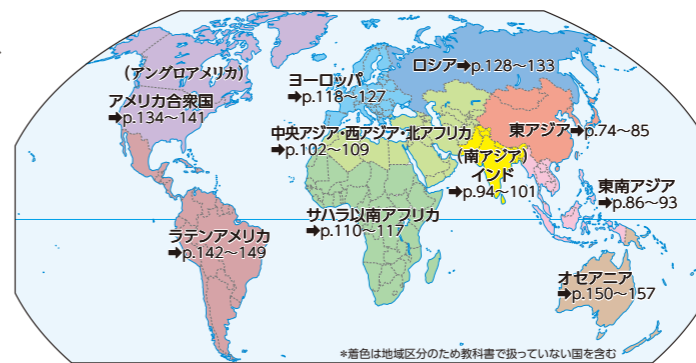 (アングロアメリカ)
アメリカ合衆国
➡p.134〜141
ヨーロッパ
➡p.118〜127
ロシア➡p.128〜133
中央アジア・西アジア・北アフリカ
➡p.102〜109
東アジア➡p.74〜85
(南アジア)
インド
➡p.94〜101
東南アジア
➡p.86〜93
サハラ以南アフリカ
➡p.110〜117
ラテンアメリカ
➡p.142〜149
オセアニア
➡p.150〜157
*着色は地域区分のため教科書で扱っていない国を含む